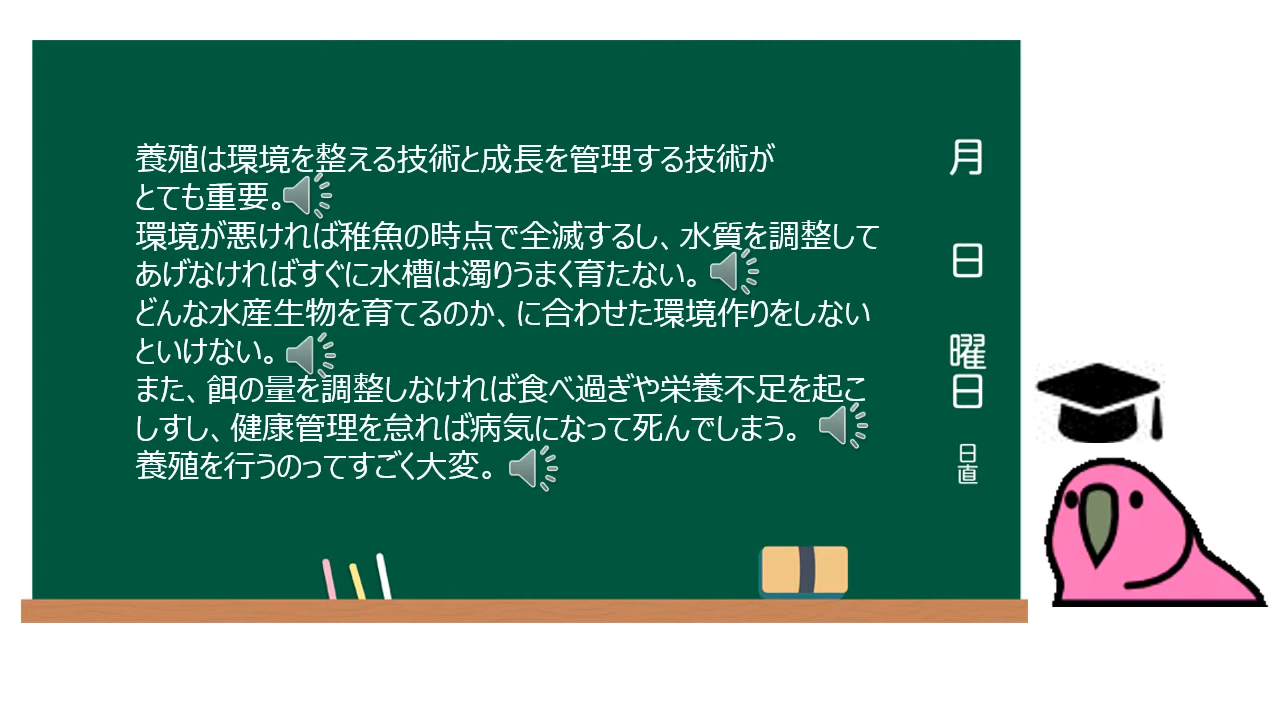 養殖は環境を整える技術と成長を管理する技術が
とても重要。
環境が悪ければ稚魚の時点で全滅するし、水質を調整して
あげなければすぐに水槽は濁りうまく育たない。
どんな水産生物を育てるのか、に合わせた環境作りをしない
といけない。
また、餌の量を調整しなければ食べ過ぎや栄養不足を起こ
しすし、健康管理を怠れば病気になって死んでしまう。
養殖を行うのってすごく大変。
月
日
曜日
日直